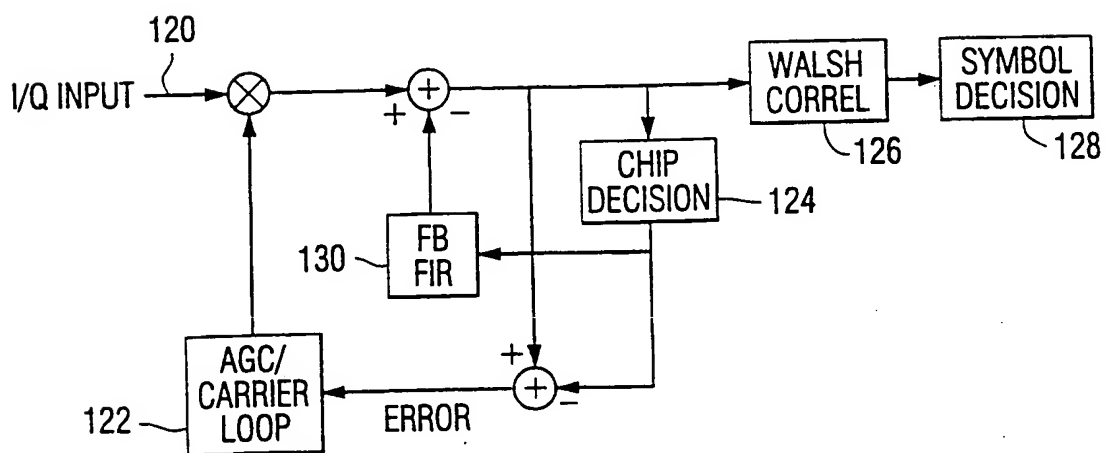 120
I/Q INPUT
+
+
−
WALSH
CORREL
126
SYMBOL
DECISION
128
CHIP
DECISION
124
FB
FIR
130
+
+
−
ERROR
AGC/
CARRIER
LOOP
122